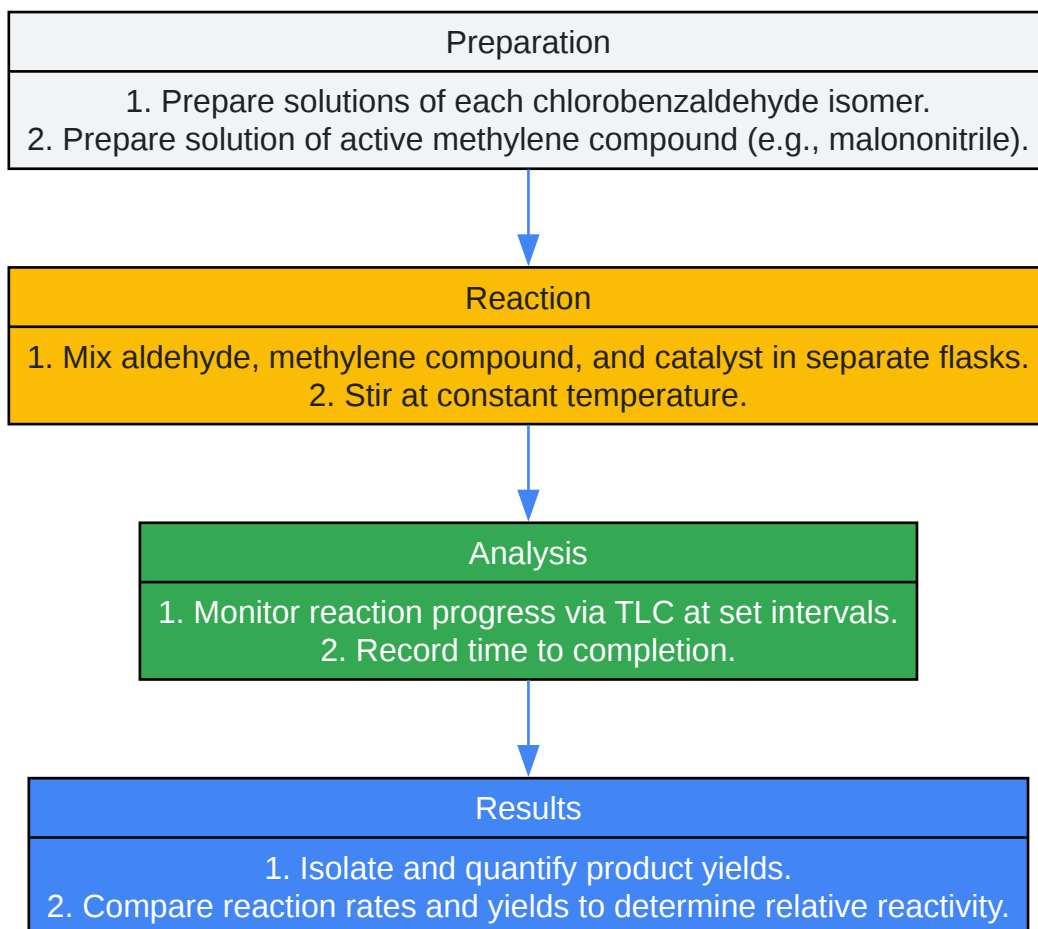 Preparation
1. Prepare solutions of each chlorobenzaldehyde isomer.
2. Prepare solution of active methylene compound (e.g., malononitrile).
Reaction
1. Mix aldehyde, methylene compound, and catalyst in separate flasks.
2. Stir at constant temperature.
Analysis
1. Monitor reaction progress via TLC at set intervals.
2. Record time to completion.
Results
1. Isolate and quantify product yields.
2. Compare reaction rates and yields to determine relative reactivity.